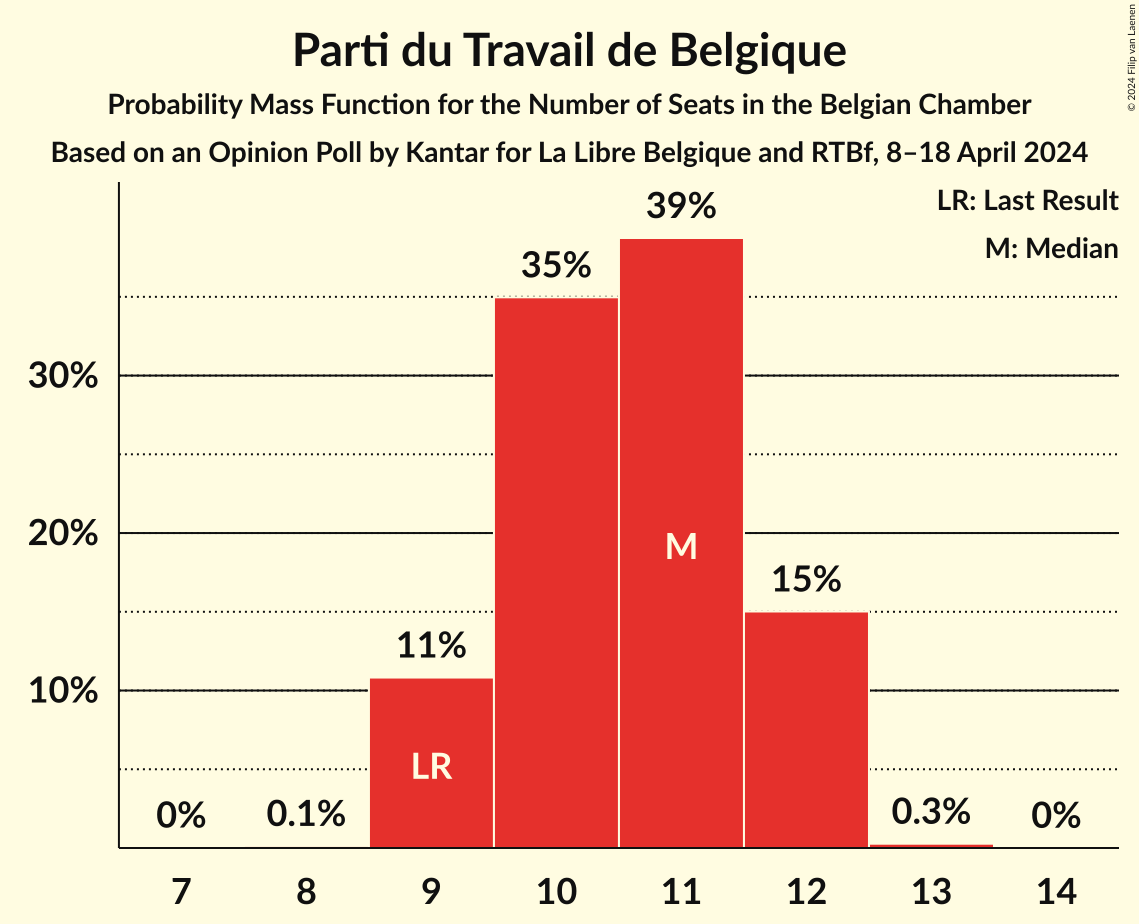 Parti du Travail de Belgique
Probability Mass Function for the Number of Seats in the Belgian Chamber
Based on an Opinion Poll by Kantar for La Libre Belgique and RTBf, 8–18 April 2024
© 2024 Filip van Laenen
LR: Last Result
M: Median
39%
35%
30%
M
20%
15%
11%
10%
LR
0%
0.1%
0.3%
0%
7 8 9 10 11 12 13 14